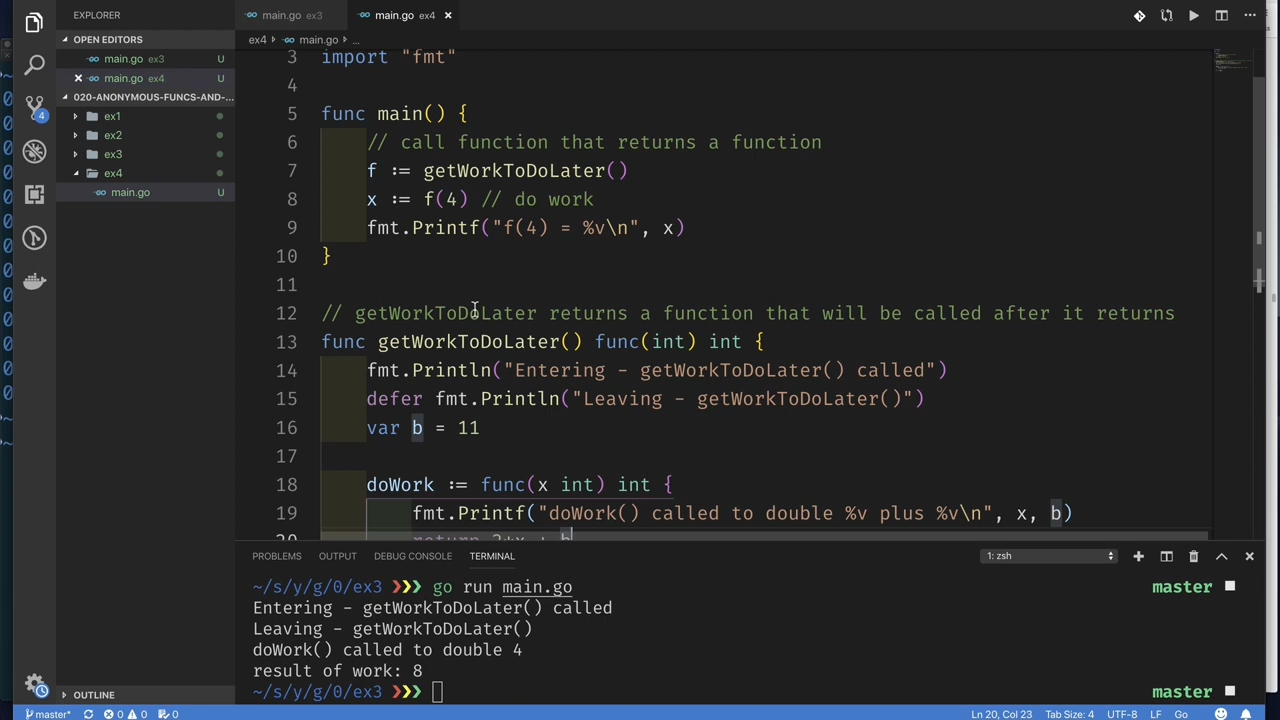 EXPLORER
main.go ex3
main.go ex4
OPEN EDITORS
main.go ex3 U
main.go ex4 U
020-ANONYMOUS-FUNCS-AND-...
ex1
ex2
ex3
ex4
main.go U
4
OUTLINE
ex4 main.go ...
3 import "fmt"
4
5 func main() {
6 // call function that returns a function
7 f := getWorkToDoLater()
8 x := f(4) // do work
9 fmt.Printf("f(4) = %v\n", x)
10 }
11
12 // getWorkToDoLater returns a function that will be called after it returns
13 func getWorkToDoLater() func(int) int {
14 fmt.Println("Entering - getWorkToDoLater() called")
15 defer fmt.Println("Leaving - getWorkToDoLater()")
16 var b = 11
17
18 doWork := func(x int) int {
19 fmt.Printf("doWork() called to double %v plus %v\n", x, b)
20 return 2*x + b
PROBLEMS OUTPUT DEBUG CONSOLE TERMINAL 1: zsh
~/s/y/g/0/ex3 ❯❯❯ go run main.go master
Entering - getWorkToDoLater() called
Leaving - getWorkToDoLater()
doWork() called to double 4
result of work: 8
~/s/y/g/0/ex3 ❯❯❯ master
master* 0 0 0 Ln 20, Col 23 Tab Size: 4 UTF-8 LF Go